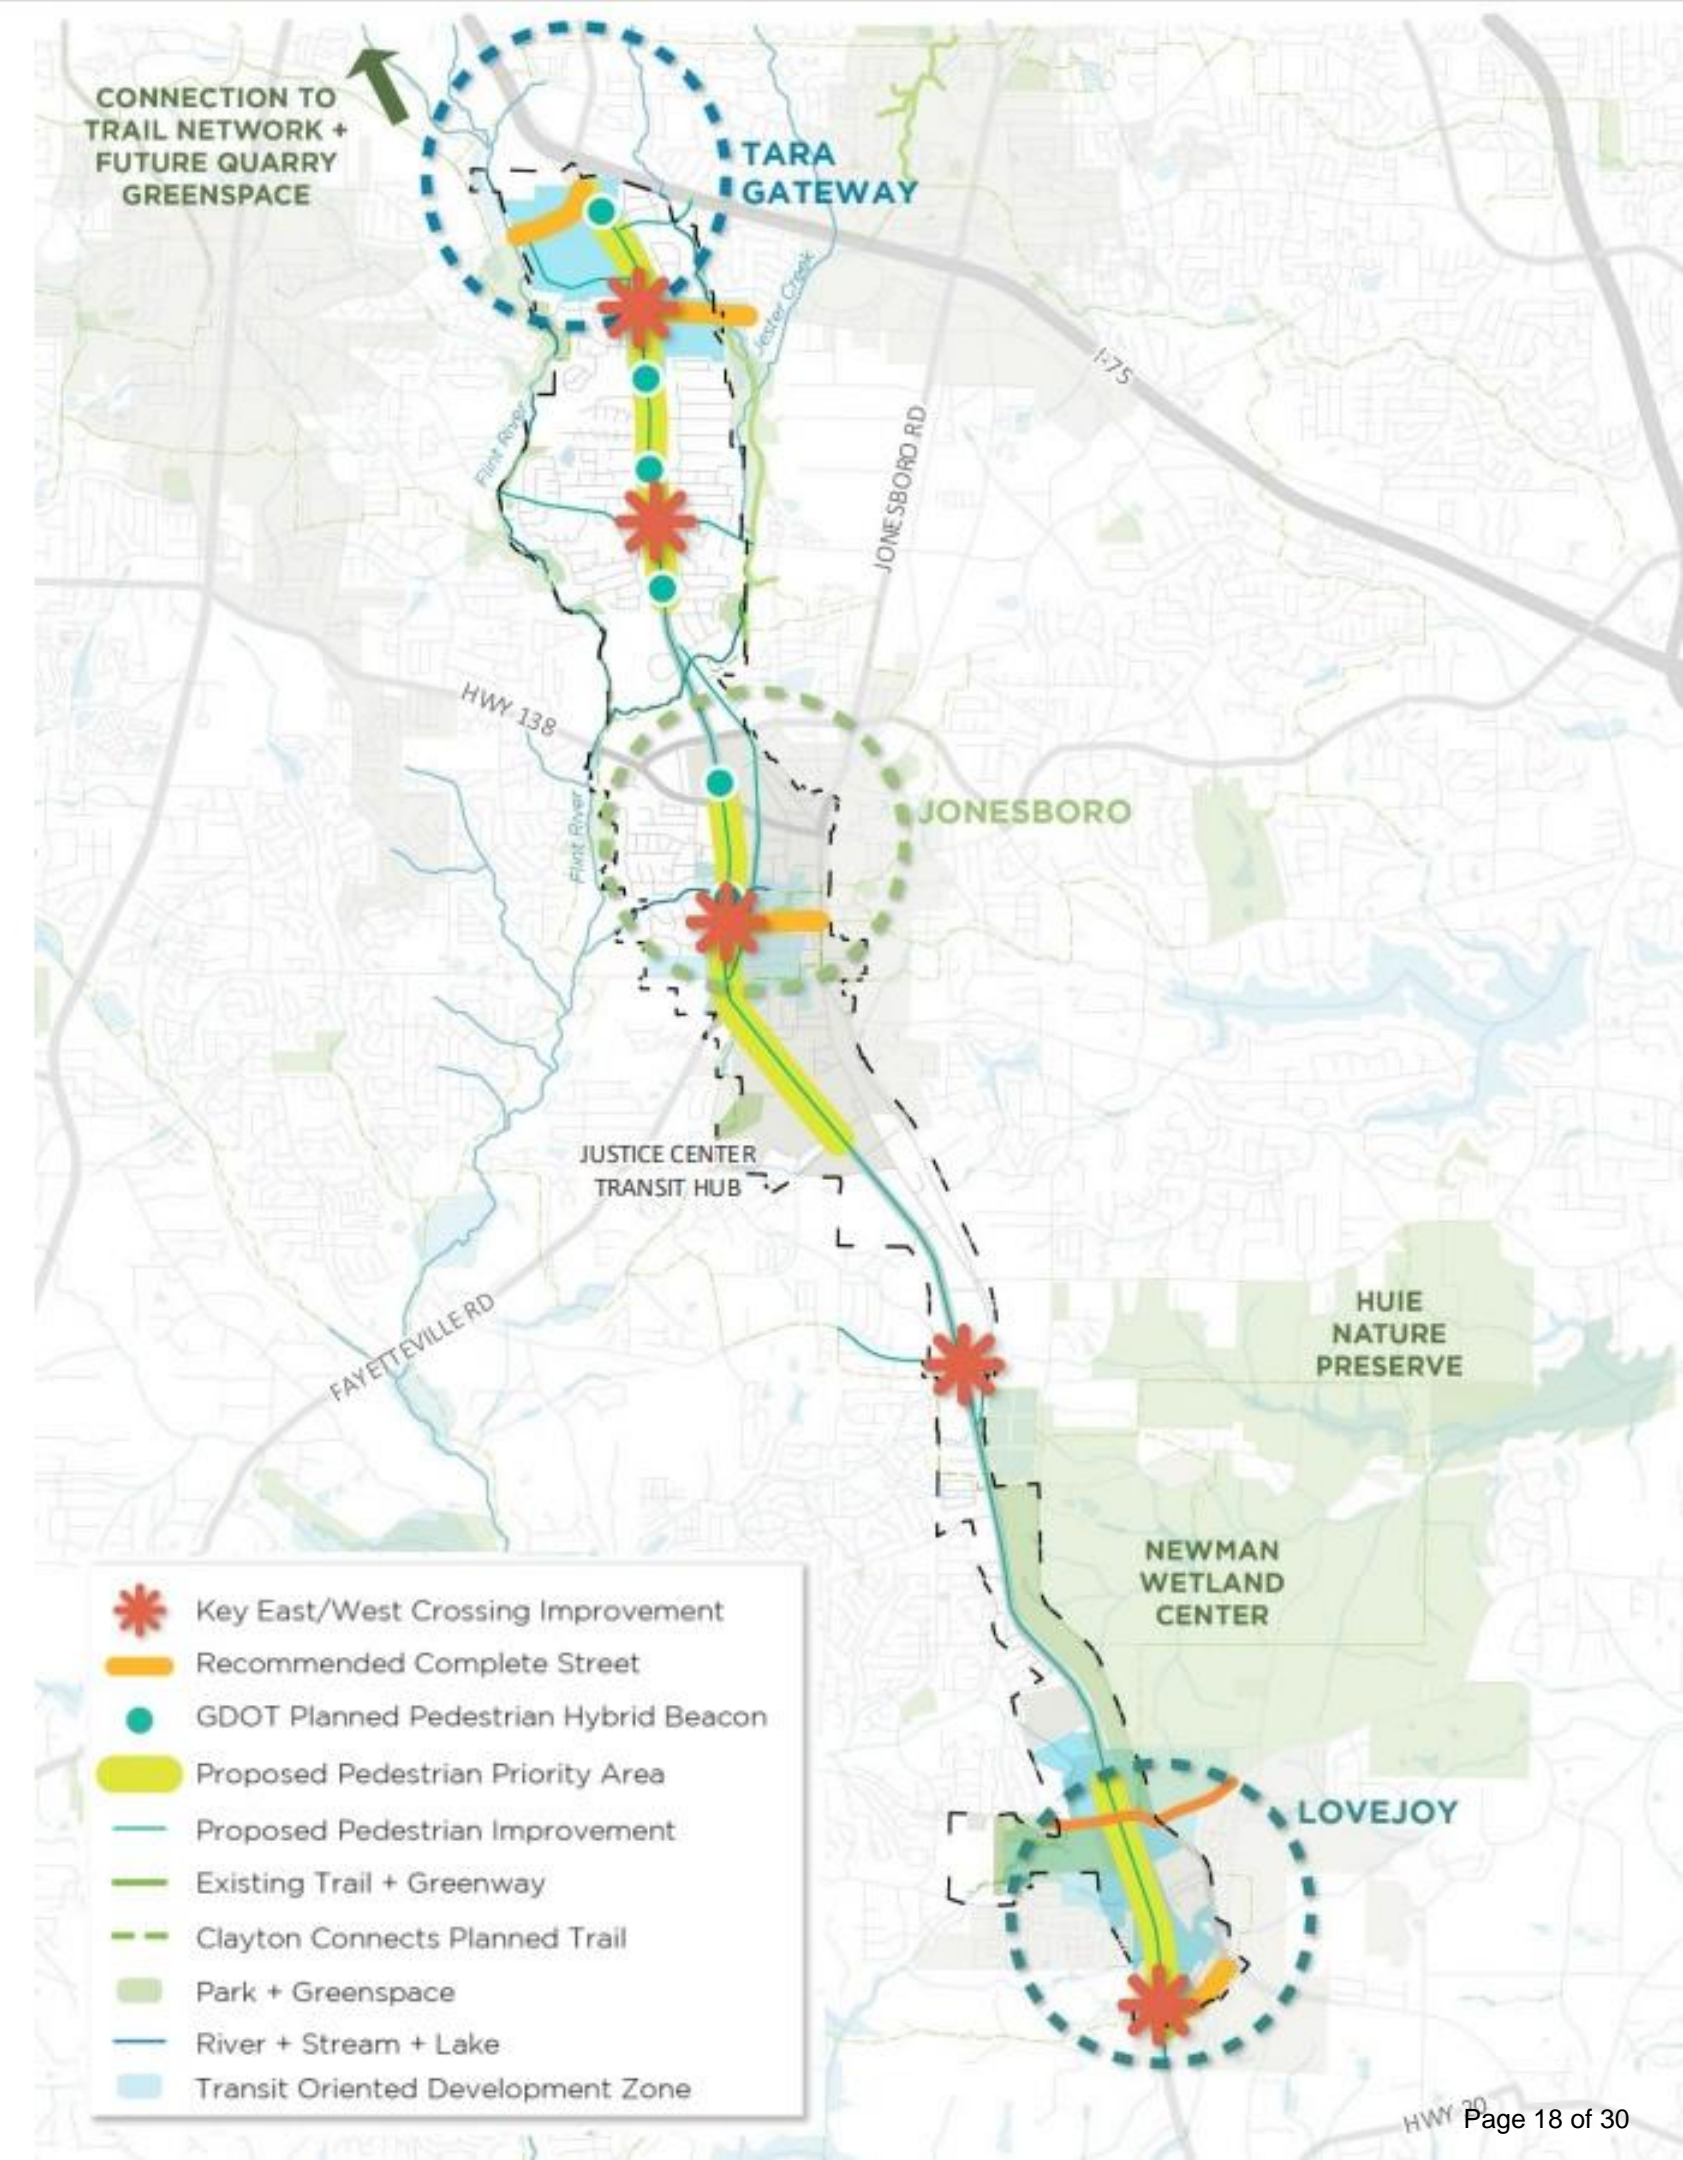 CONNECTION TO
TRAIL NETWORK +
FUTURE QUARRY
GREENSPACE
TARA
GATEWAY
Jester Creek
I-75
Flint River
JONESBORO RD
HWY 138
JONESBORO
Flint River
JUSTICE CENTER
TRANSIT HUB
FAYETTEVILLE RD
HUIE
NATURE
PRESERVE
NEWMAN
WETLAND
CENTER
LOVEJOY
Key East/West Crossing Improvement
Recommended Complete Street
GDOT Planned Pedestrian Hybrid Beacon
Proposed Pedestrian Priority Area
Proposed Pedestrian Improvement
Existing Trail + Greenway
Clayton Connects Planned Trail
Park + Greenspace
River + Stream + Lake
Transit Oriented Development Zone
HWY 20
Page 18 of 30